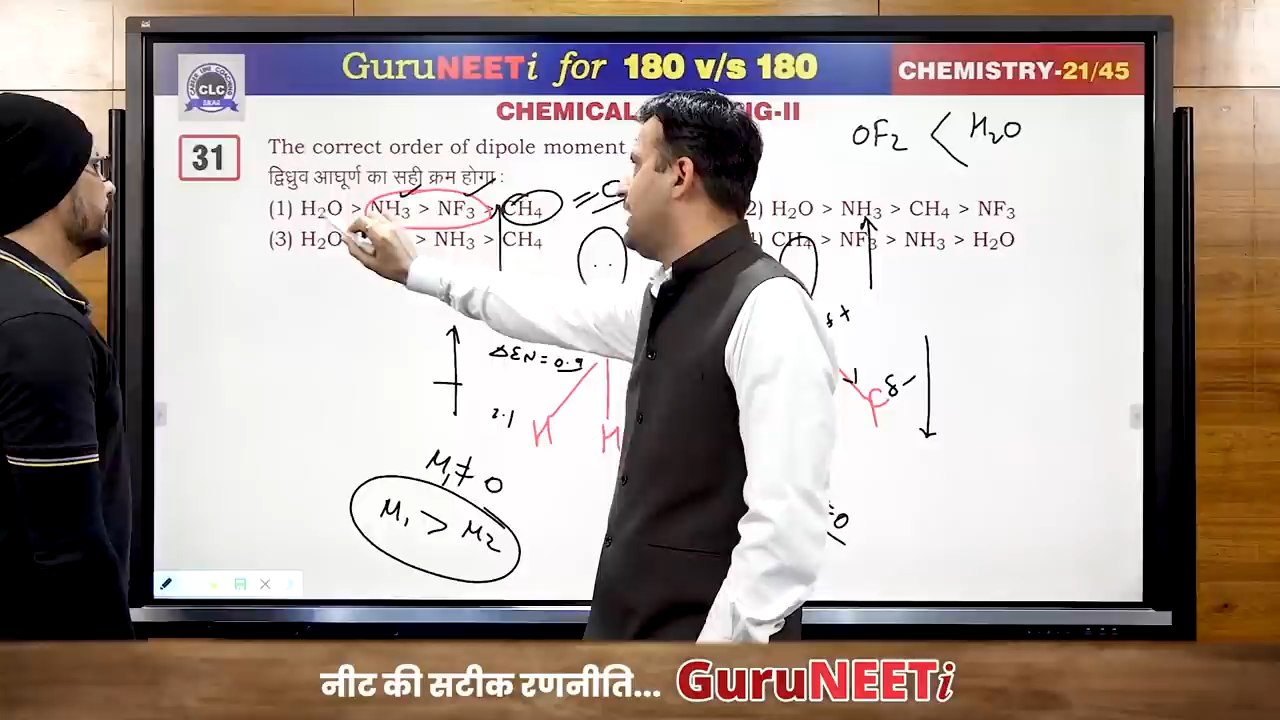 GuruNEETi for 180 v/s 180
CHEMISTRY-21/45
CLC
CHEMICAL
G-II
OF₂ < H₂O
31
The correct order of dipole moment
द्विध्रुव आघूर्ण का सही क्रम होगा :
(1) H₂O > NH₃ > NF₃ > CH₄
2) H₂O > NH₃ > CH₄ > NF₃
(3) H₂O > NH₃ > CH₄
) CH₄ > NF₃ > NH₃ > H₂O
δ+
ΔEN = 0.9
2.1
F δ-
H H
μ₁ ≠ 0
μ₁ > μ₂
=0
नीट की सटीक रणनीति... GuruNEETi